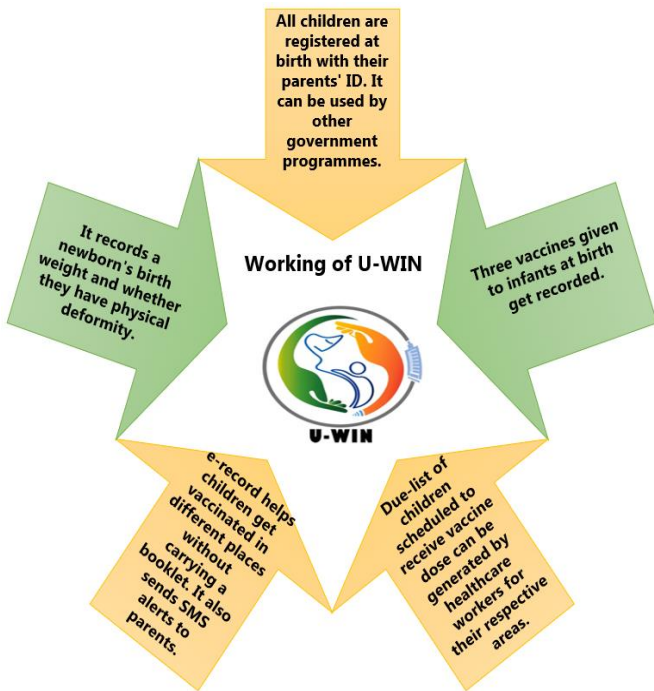 All children are
registered at
birth with their
parents' ID. It
can be used by
other
government
programmes.
It records a
newborn's birth
weight and whether
they have physical
deformity.
Working of U-WIN
Three vaccines given
to infants at birth
get recorded.
U-WIN
e-record helps
children get
vaccinated in
different places
without
carrying a
booklet. It also
sends SMS
alerts to
parents.
Due-list of
children
scheduled to
receive vaccine
dose can be
generated by
healthcare
workers for
their respective
areas.